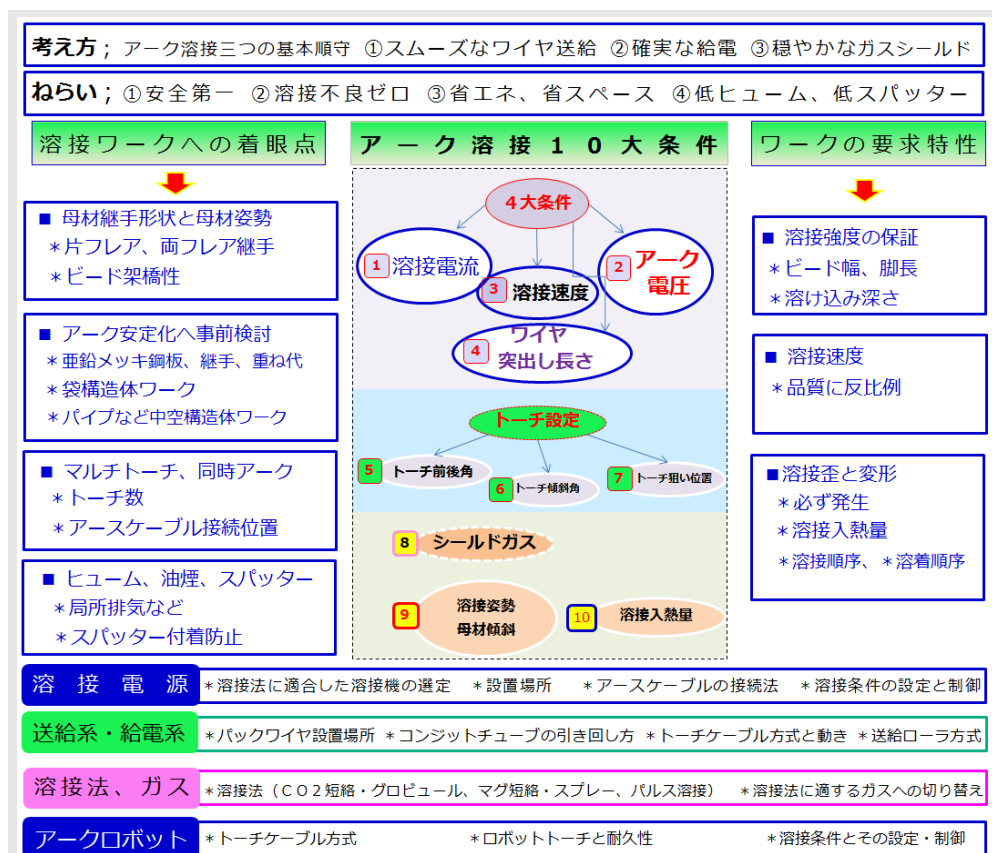 考え方；アーク溶接三つの基本順守 ①スムーズなワイヤ送給 ②確実な給電 ③穏やかなガスシールド
ねらい；①安全第一 ②溶接不良ゼロ ③省エネ、省スペース ④低ヒューム、低スパッター
溶接ワークへの着眼点
■ 母材継手形状と母材姿勢
＊片フレア、両フレア継手
＊ビード架橋性
■ アーク安定化へ事前検討
＊亜鉛メッキ鋼板、継手、重ね代
＊袋構造体ワーク
＊パイプなど中空構造体ワーク
■ マルチトーチ、同時アーク
＊トーチ数
＊アースケーブル接続位置
■ ヒューム、油煙、スパッター
＊局所排気など
＊スパッター付着防止
アーク溶接１０大条件
４大条件
1 溶接電流
2 アーク
電圧
3 溶接速度
4 ワイヤ
突出し長さ
トーチ設定
5 トーチ前後角
6 トーチ傾斜角
7 トーチ狙い位置
8 シールドガス
9 溶接姿勢
母材傾斜
10 溶接入熱量
ワークの要求特性
■ 溶接強度の保証
＊ビード幅、脚長
＊溶け込み深さ
■ 溶接速度
＊品質に反比例
■溶接歪と変形
＊必ず発生
＊溶接入熱量
＊溶接順序、＊溶着順序
溶接電源 ＊溶接法に適合した溶接機の選定 ＊設置場所 ＊アースケーブルの接続法 ＊溶接条件の設定と制御
送給系・給電系 ＊パックワイヤ設置場所 ＊コンジットチューブの引き回し方 ＊トーチケーブル方式と動き ＊送給ローラ方式
溶接法、ガス ＊溶接法（ＣＯ２短絡・グロビュール、マグ短絡・スプレー、パルス溶接） ＊溶接法に適するガスへの切り替え
アークロボット ＊トーチケーブル方式 ＊ロボットトーチと耐久性 ＊溶接条件とその設定・制御